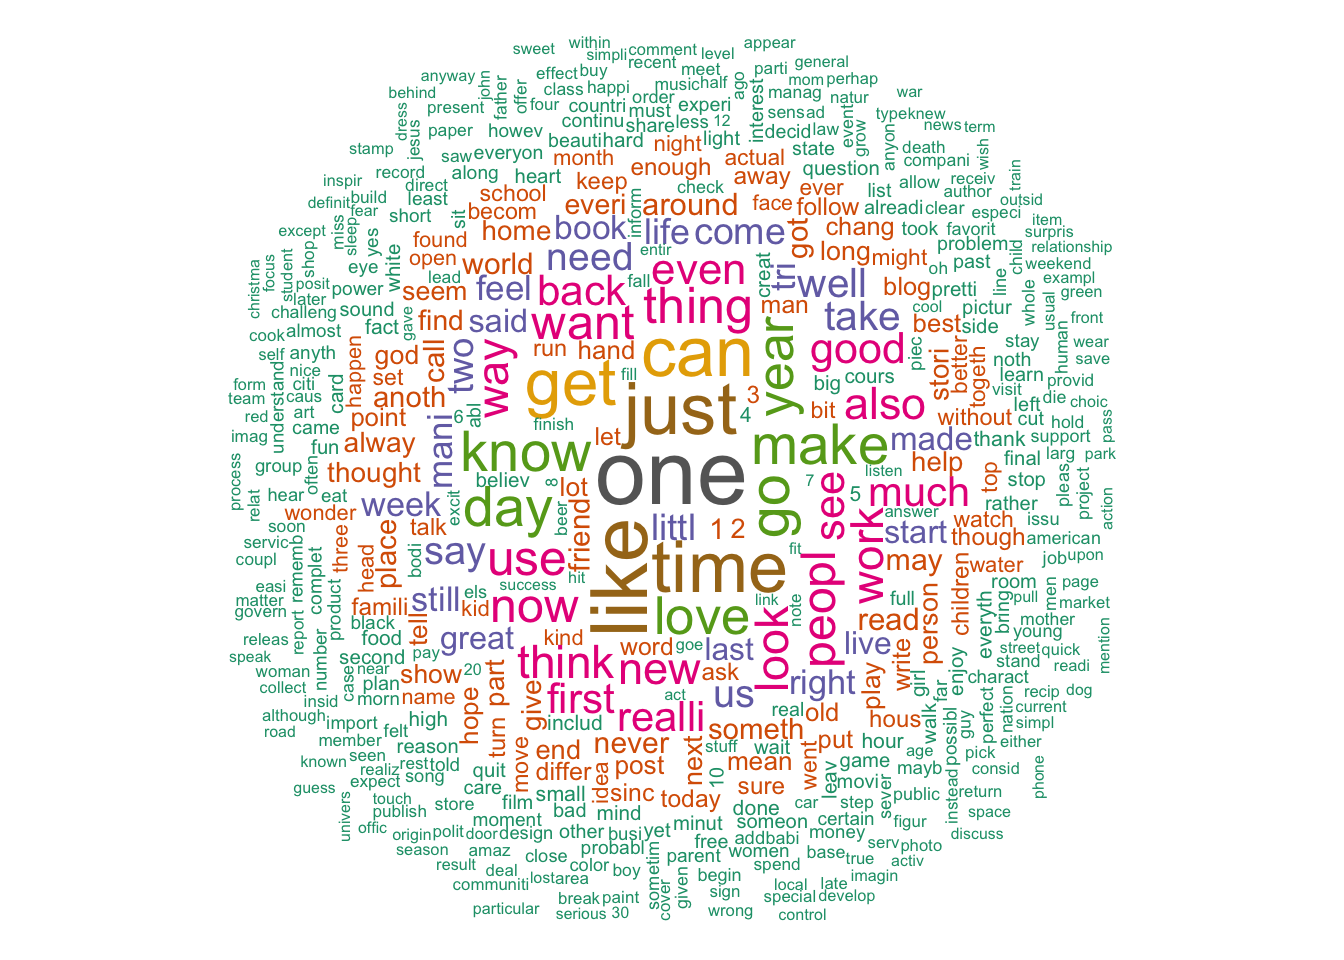 sweet within appear
simpli comment level
anyway john effect buy recent meet ago parti general
behind father offer class happi music half mom perhap
dress present four countri order must experi interest manag natur war
stamp jesus paper howev continu share less 12 light sens ad event type knew news term
saw everyon beauti hard decid law grow anyon death wish
inspir record along heart month night enough actual state question compani train
definit build direct least school keep check away ever list allow receiv author
fear short sit becom everi around face follow alreadi clear especi outsid
except miss sleep yes white found home book life come inform got chang took favorit item surpris
christma focus student shop posit eye open world need even entir creat tri long might oh problem past line child relationship weekend
later power lead seem feel back thing fall man well blog pretti pictur whole usual exampl green
challeng sound gave find said want cool take best side human front
cook almost fact call two way run hand can year good piec stori better togeth stay wear save
self anyth happen god set anoth get fill just 3 big cours noth learn visit provid
nice citi card abl 6 finish 4 bit also without left die choic
form team caus art understand came point mani know let one make made thank cut hold pass
red imag fun alway believ lot go listen help final support park
process group often thought 8 7 see much top larg stop pleas project
relat hear eat week excit day beer littl 1 2 5 answer start rather action
soon wonder three talk friend like time fit peopl work watch though issu american
servic coupl rememb head place bodi say use hit may water job upon
easi matter complet els success link full children room pull men page
govern report product famili still kid now love note look read person everyth bring market
releas black tell great kind word goe last live write mother young
speak number food second pay think new ask us right play girl enjoy street quick mention
woman case near show 20 first act far stand readi
collect insid plan morn name hope part give realli real old hous walk charact recip dog
although import felt high turn includ someth possibl guy perfect nation current simpl
road member reason move end never next stuff wait put hour age pick either
known seen realiz rest told quit differ idea post 10 mean went leav game movi mayb consid phone
guess expect song care sinc today sure car step sever public instead return
univers touch publish store film small bad mind done someon certain figur space
offic origin polit door moment design other busi yet minut free add babi money serv photo discuss
season amaz close probabl sometim parent women base true activ
result deal lost area color boy given begin spend imagin
communiti break paint cover sign local late
particular serious 30 wrong special develop
control